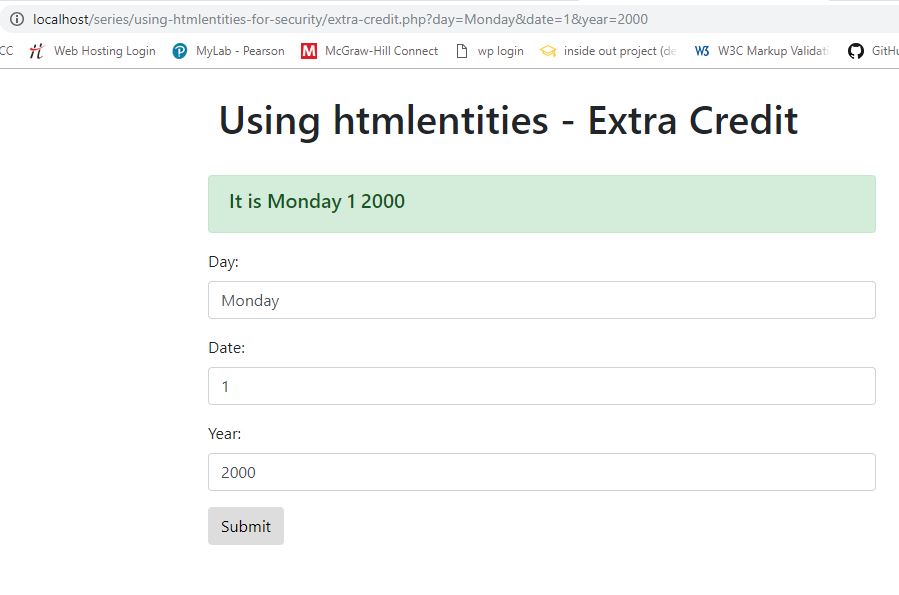 localhost/series/using-htmlentities-for-security/extra-credit.php?day=Monday&date=1&year=2000
CC Web Hosting Login MyLab - Pearson M McGraw-Hill Connect wp login inside out project (de W3 W3C Markup Validati GitHu
Using htmlentities - Extra Credit
It is Monday 1 2000
Day:
Monday
Date:
1
Year:
2000
Submit